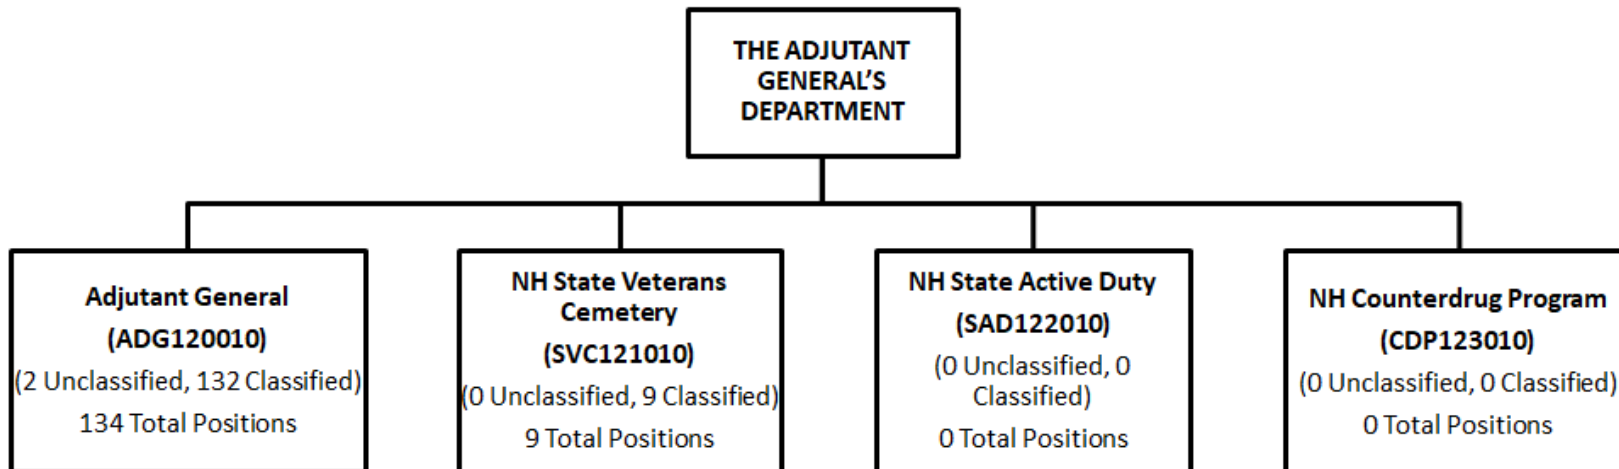 THE ADJUTANT
GENERAL’S
DEPARTMENT
Adjutant General
(ADG120010)
(2 Unclassified, 132 Classified)
134 Total Positions
NH State Veterans
Cemetery
(SVC121010)
(0 Unclassified, 9 Classified)
9 Total Positions
NH State Active Duty
(SAD122010)
(0 Unclassified, 0
Classified)
0 Total Positions
NH Counterdrug Program
(CDP123010)
(0 Unclassified, 0 Classified)
0 Total Positions